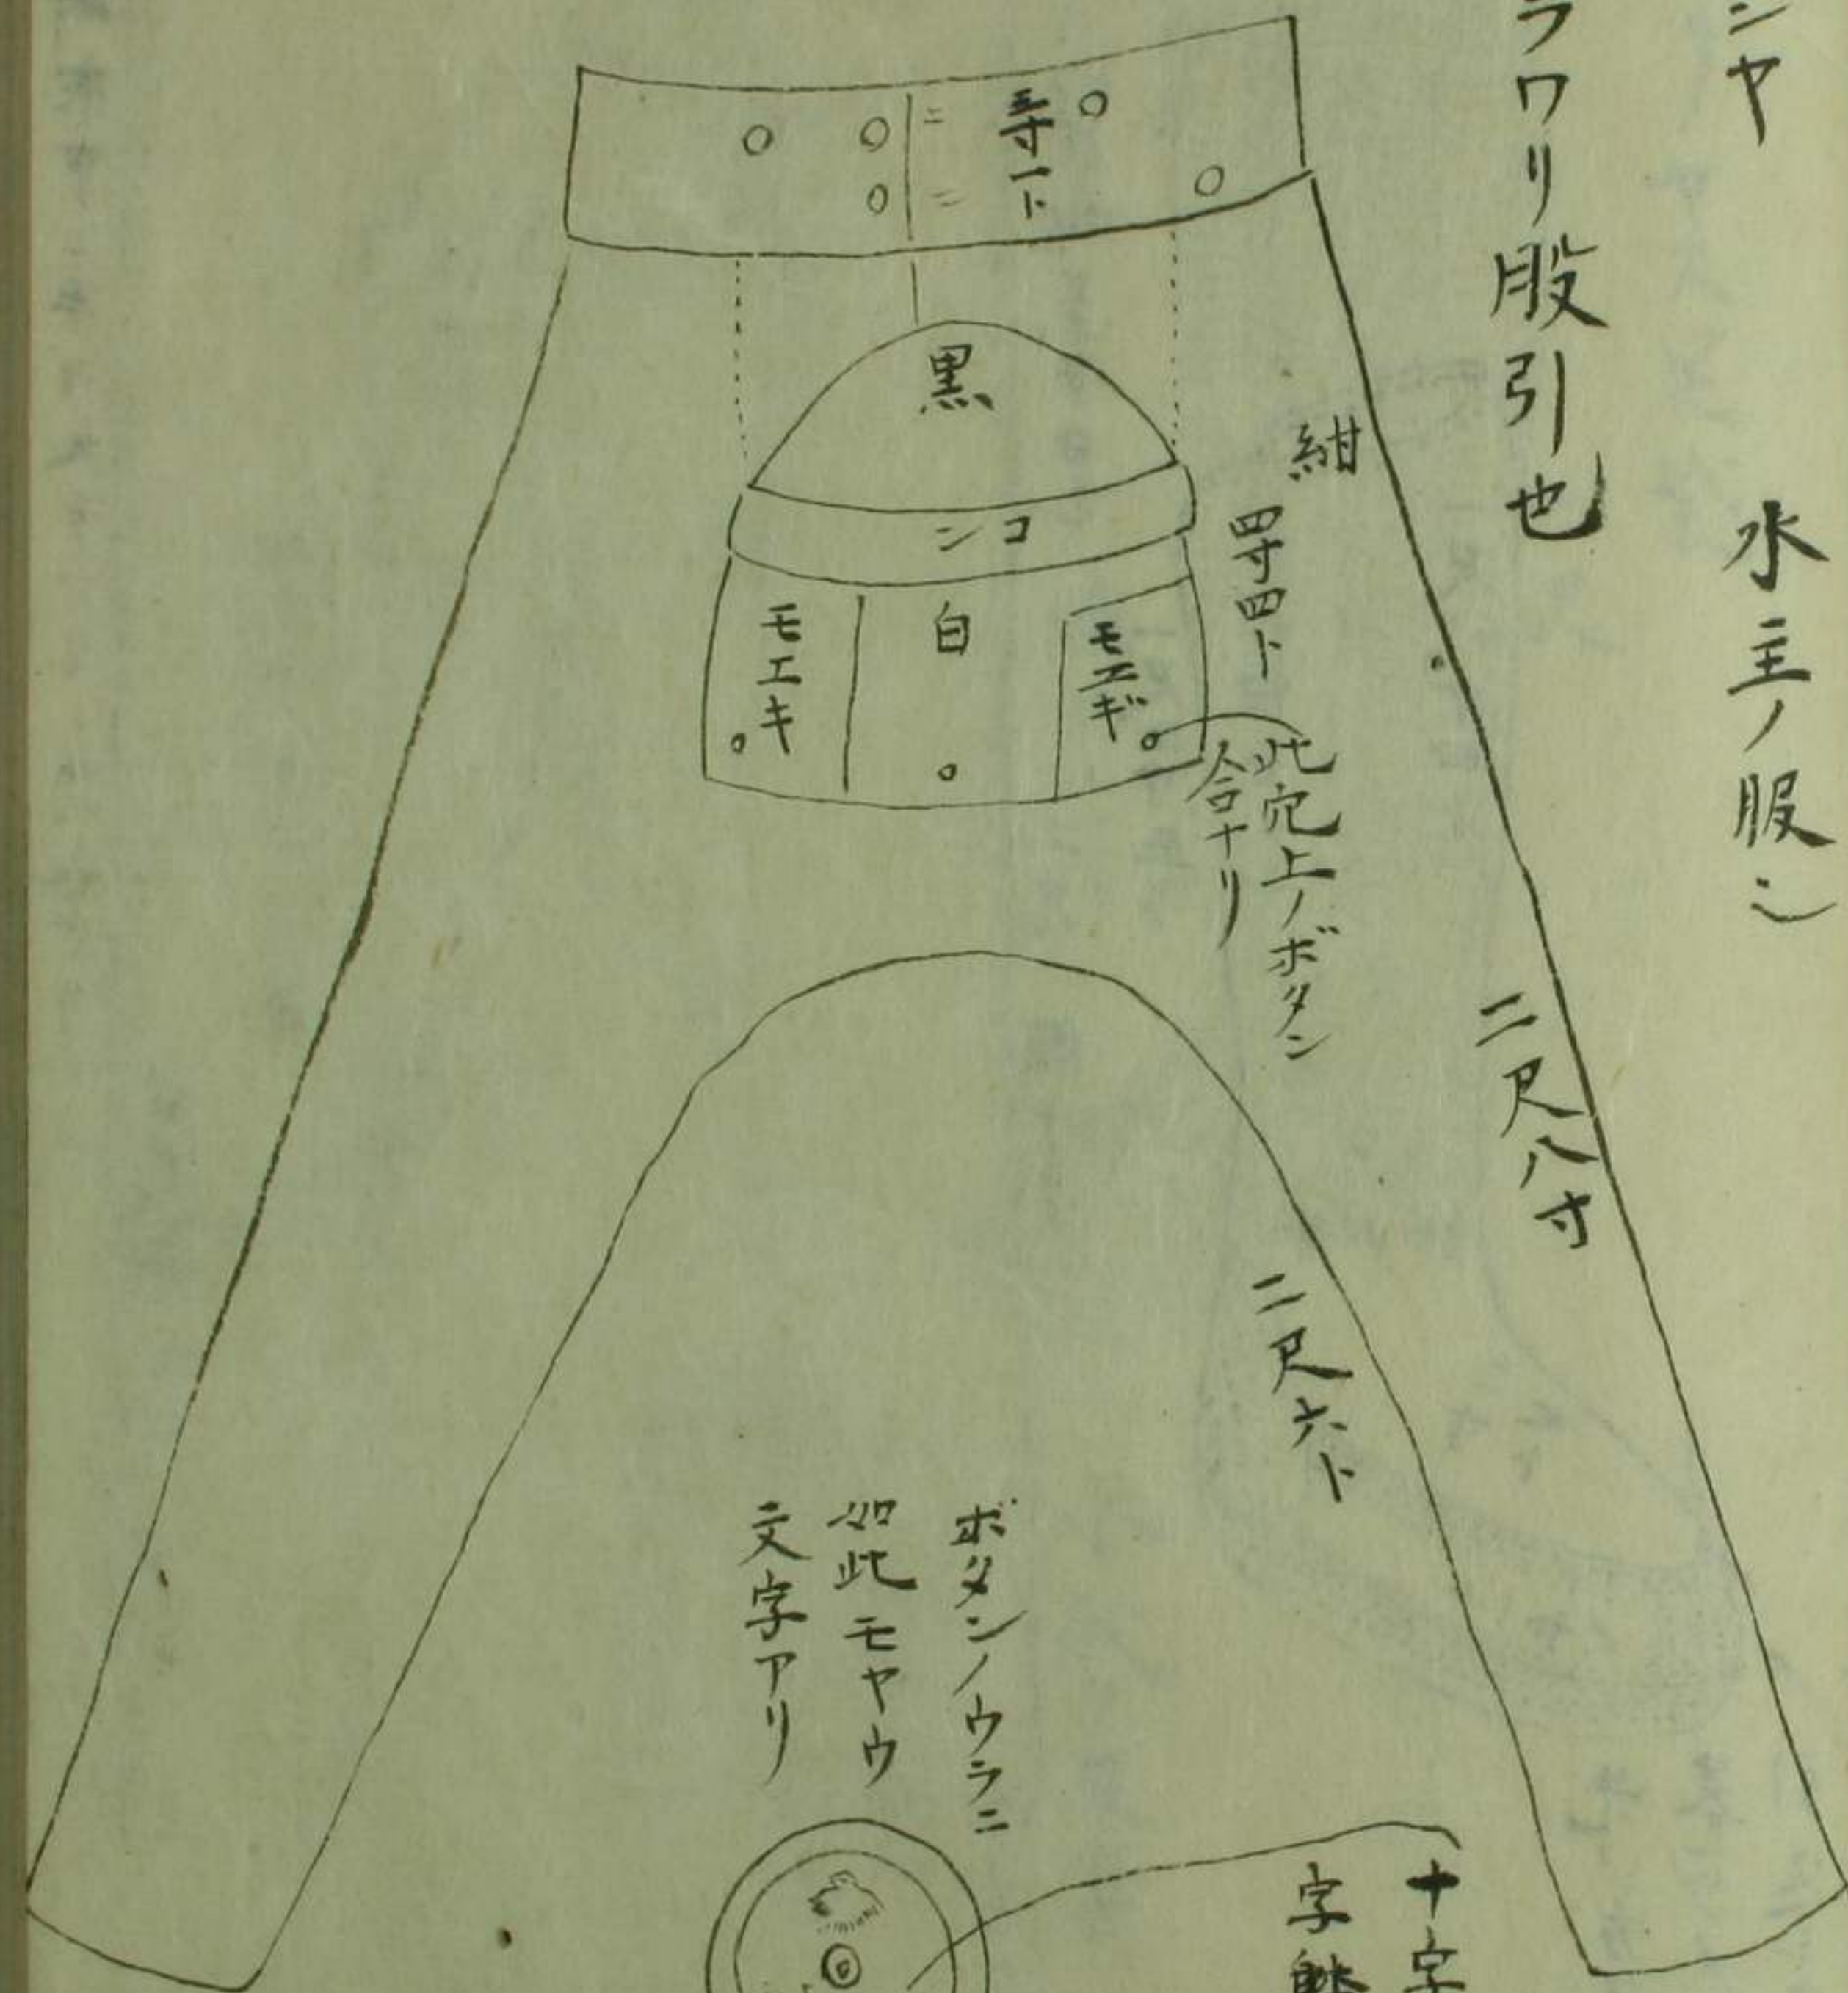 シヤ
水主ノ服
ラワリ股引也
二尺八寸
紺
四寸四ト
此穴上ノボタン
合ナリ
二尺六ト
一ト
黒
コン
モエギ
白
モエキ
ボタンノウラニ
如此モヤウ
文字アリ
十字
字